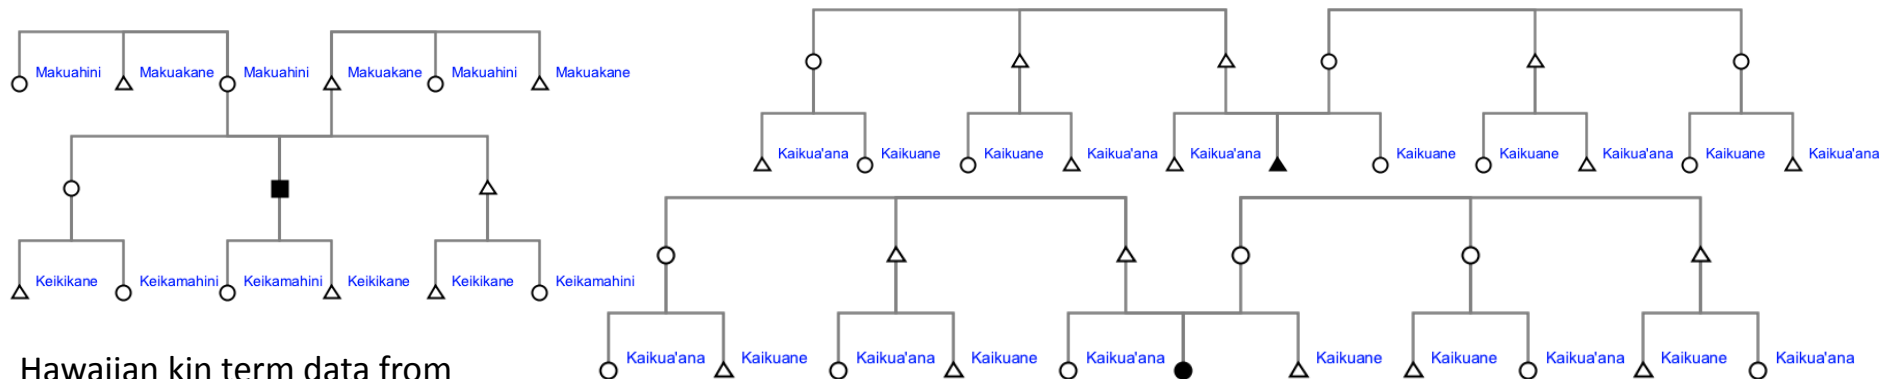 Makuahini Makuakane Makuahini Makuakane Makuahini Makuakane
Keikikane Keikamahini Keikamahini Keikikane Keikikane Keikamahini
Kaikua'ana Kaikuane Kaikuane Kaikua'ana Kaikua'ana Kaikuane Kaikuane Kaikua'ana Kaikuane Kaikua'ana
Kaikua'ana Kaikuane Kaikua'ana Kaikuane Kaikua'ana Kaikuane Kaikuane Kaikua'ana Kaikuane Kaikua'ana
Hawaiian kin term data from